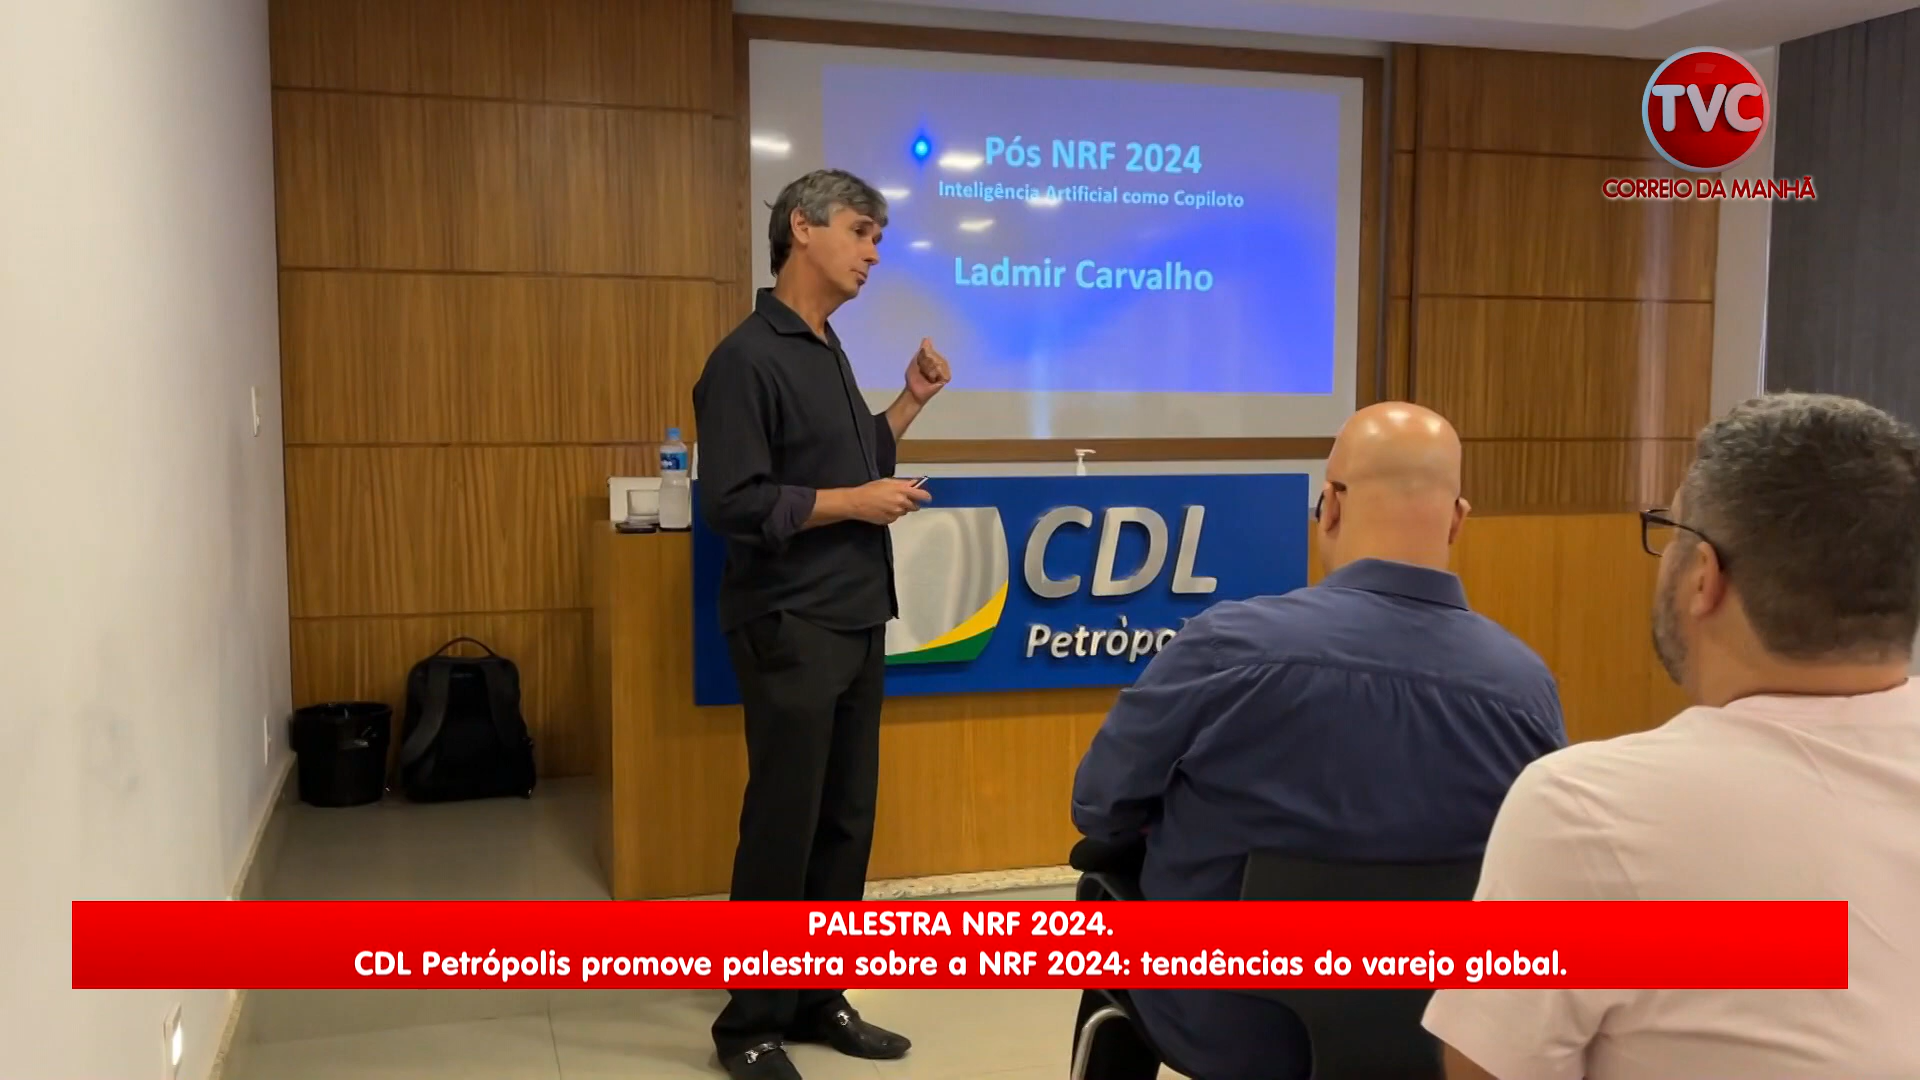 TVC
CORREIO DA MANHÃ
Pós NRF 2024
Inteligência Artificial como Copiloto
Ladmir Carvalho
CDL
PALESTRA NRF 2024.
CDL Petrópolis promove palestra sobre a NRF 2024: tendências do varejo global.